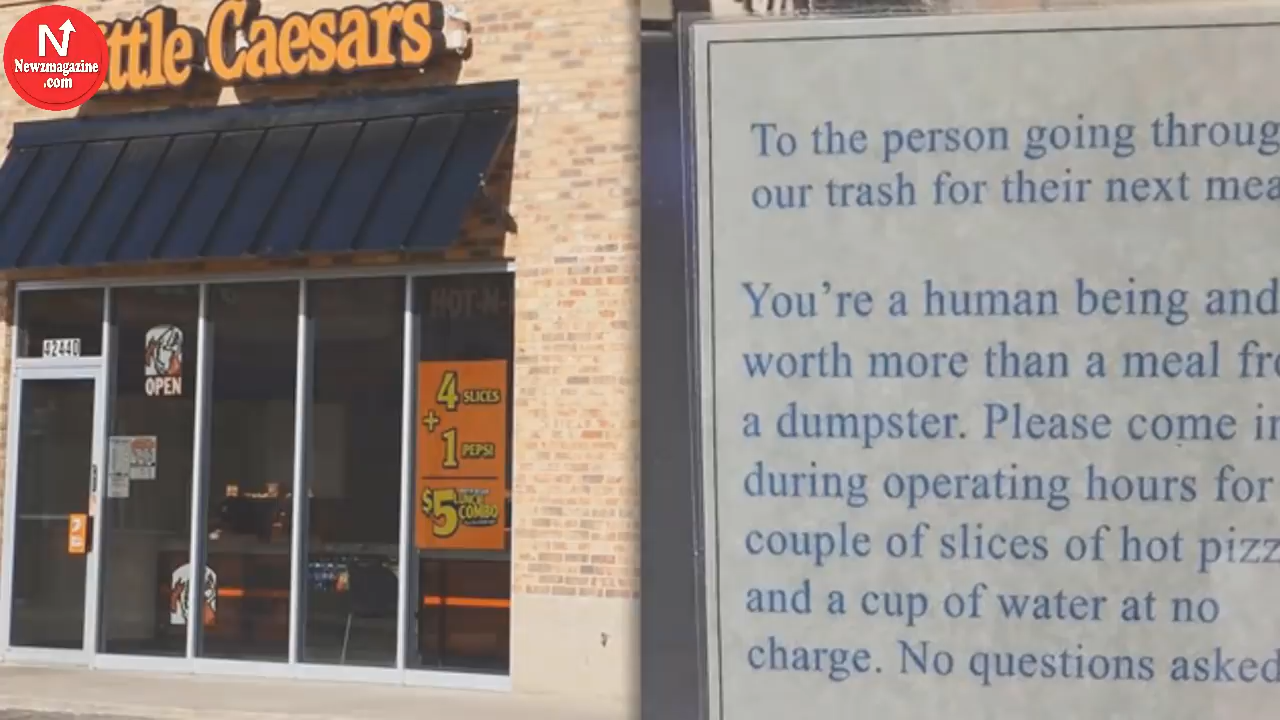 N
Newzmagazine
.com
ttle Caesars
42440
OPEN
HOT-N-
4 SLICES
+
1 PEPSI
$5 LUNCH
COMBO
To the person going throug
our trash for their next mea
You're a human being and
worth more than a meal fro
a dumpster. Please come in
during operating hours for
couple of slices of hot pizz
and a cup of water at no
charge. No questions asked